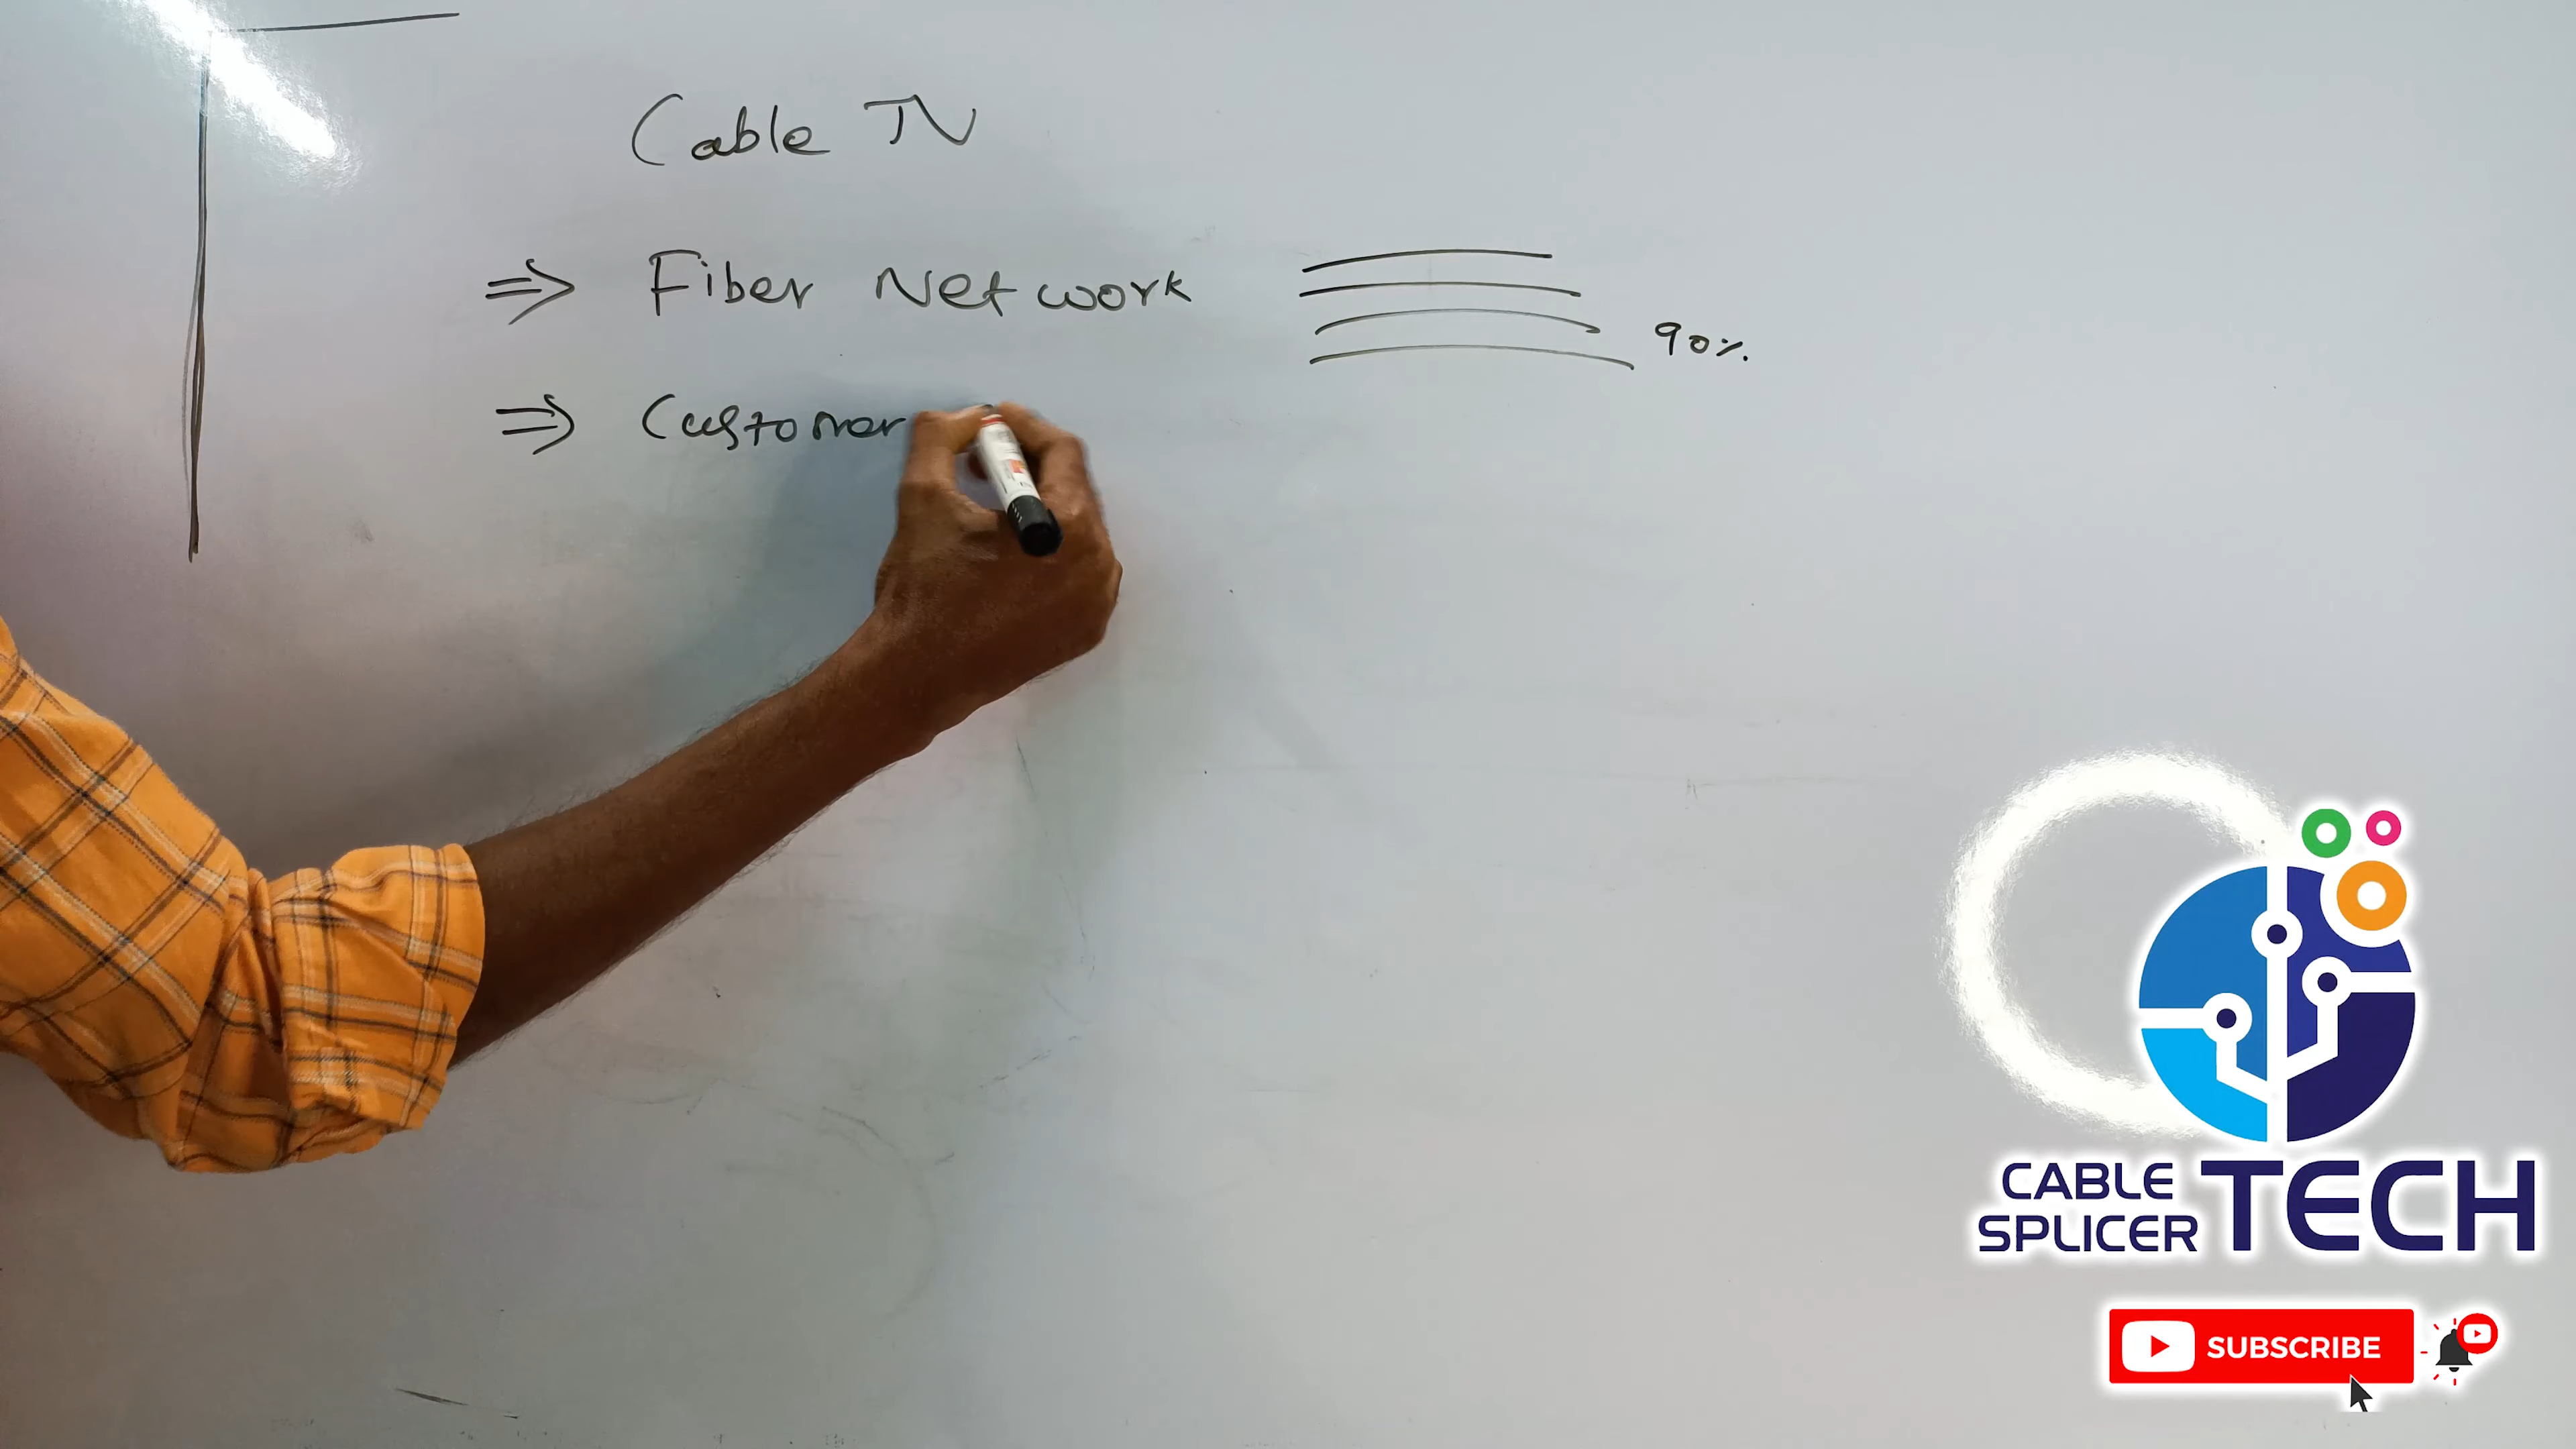 Cable TV
⇒ Fiber Network
90%.
⇒ Customer
CABLE
SPLICER
TECH
SUBSCRIBE